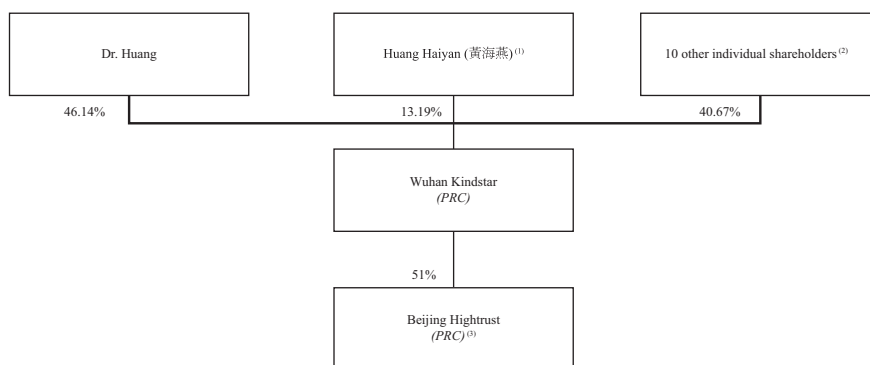 Dr. Huang
Huang Haiyan (黃海燕) (1)
10 other individual shareholders (2)
46.14%
13.19%
40.67%
Wuhan Kindstar
(PRC)
51%
Beijing Hightrust
(PRC) (3)